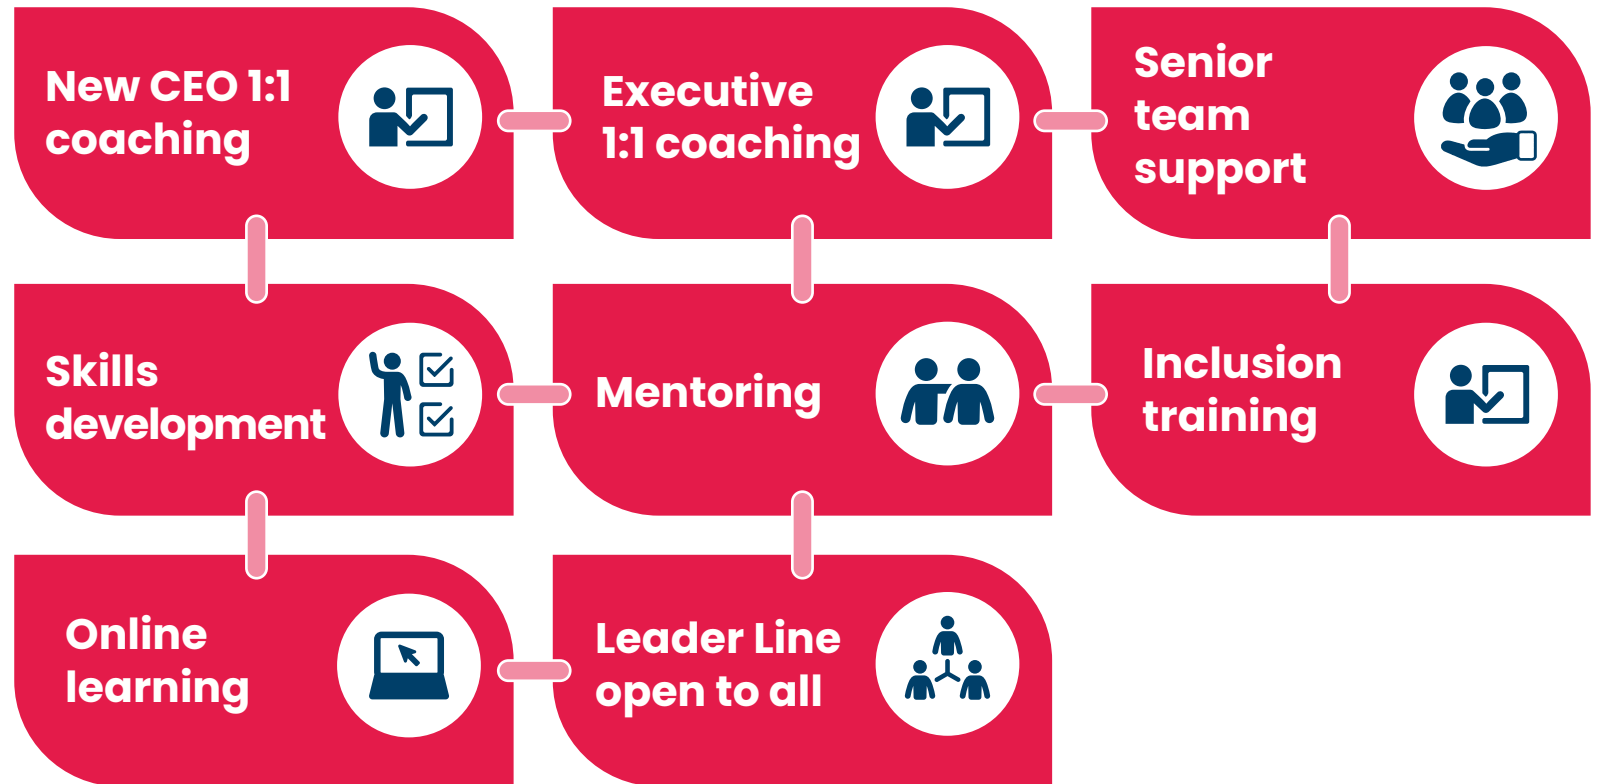 New CEO 1:1
coaching
Executive
1:1 coaching
Senior
team
support
Skills
development
Mentoring
Inclusion
training
Online
learning
Leader Line
open to all